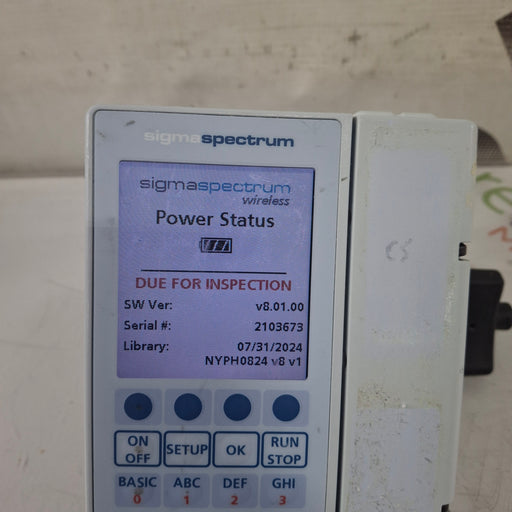 sigmaspectrum
sigmaspectrum
wireless
Power Status
DUE FOR INSPECTION
SW Ver: v8.01.00
Serial #: 2103673
Library: 07/31/2024
NYPH0824 v8 v1
ON OFF SETUP OK RUN STOP
BASIC ABC DEF GHI
0 1 2 3